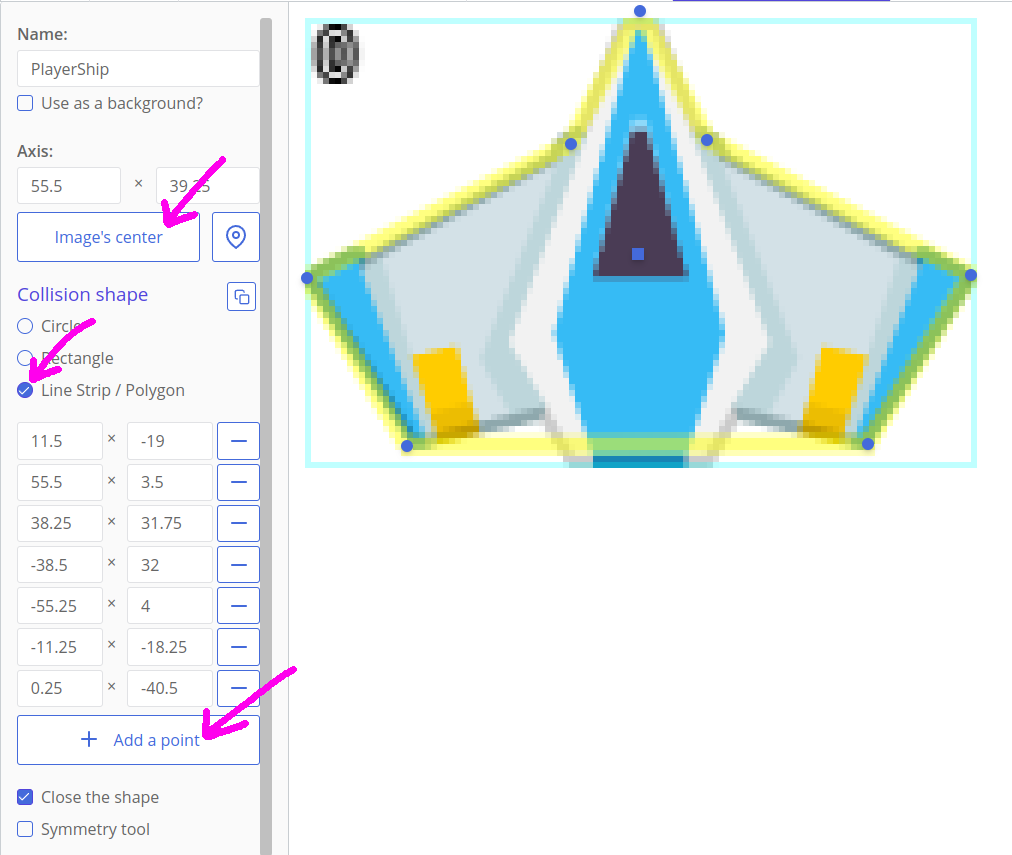 Name:
PlayerShip
Use as a background?
Axis:
55.5 × 39.25
Image's center
Collision shape
Circle
Rectangle
Line Strip / Polygon
11.5 × -19
55.5 × 3.5
38.25 × 31.75
-38.5 × 32
-55.25 × 4
-11.25 × -18.25
0.25 × -40.5
Add a point
Close the shape
Symmetry tool
0